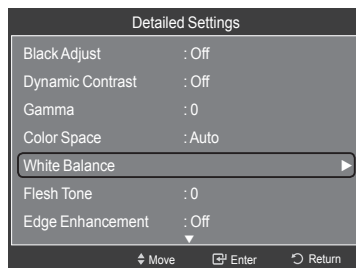 Detailed Settings
Black Adjust : Off
Dynamic Contrast : Off
Gamma : 0
Color Space : Auto
White Balance
Flesh Tone : 0
Edge Enhancement : Off
Move Enter Return